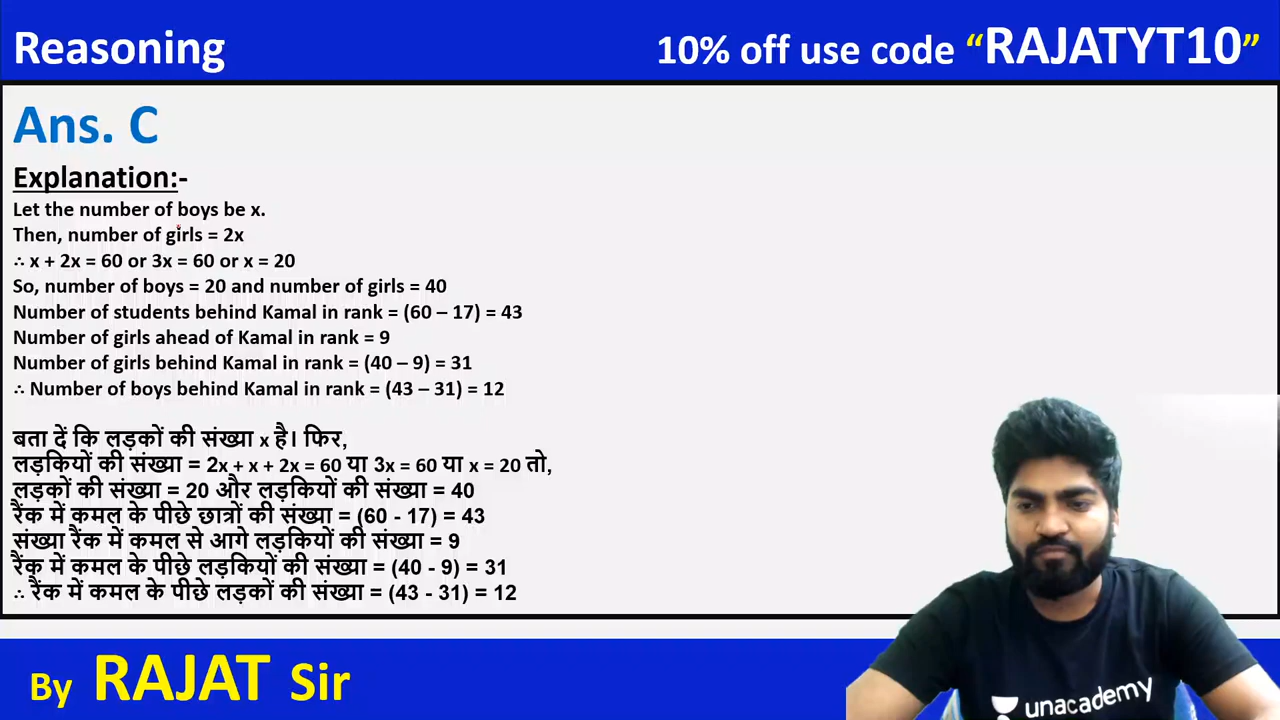 Reasoning
10% off use code “RAJATYT10”
Ans. C
Explanation:-
Let the number of boys be x.
Then, number of girls = 2x
∴ x + 2x = 60 or 3x = 60 or x = 20
So, number of boys = 20 and number of girls = 40
Number of students behind Kamal in rank = (60 – 17) = 43
Number of girls ahead of Kamal in rank = 9
Number of girls behind Kamal in rank = (40 – 9) = 31
∴ Number of boys behind Kamal in rank = (43 – 31) = 12
बता दें कि लड़कों की संख्या x है। फिर,
लड़कियों की संख्या = 2x + x + 2x = 60 या 3x = 60 या x = 20 तो,
लड़कों की संख्या = 20 और लड़कियों की संख्या = 40
रैंक में कमल के पीछे छात्रों की संख्या = (60 - 17) = 43
संख्या रैंक में कमल से आगे लड़कियों की संख्या = 9
रैंक में कमल के पीछे लड़कियों की संख्या = (40 - 9) = 31
∴ रैंक में कमल के पीछे लड़कों की संख्या = (43 - 31) = 12
By RAJAT Sir
unacademy